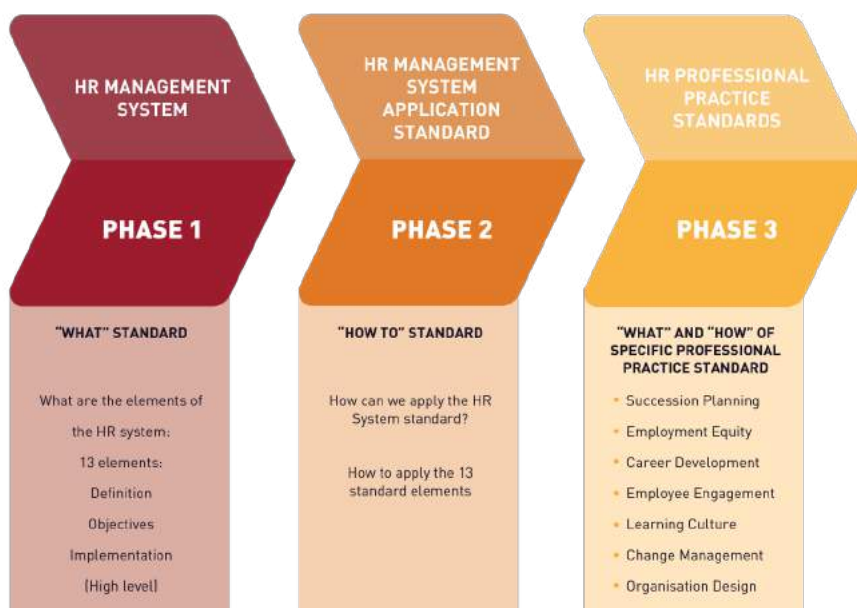 HR MANAGEMENT
SYSTEM
PHASE 1
“WHAT” STANDARD
What are the elements of
the HR system:
13 elements:
Definition
Objectives
Implementation
(High level)
HR MANAGEMENT
SYSTEM
APPLICATION
STANDARD
PHASE 2
“HOW TO” STANDARD
How can we apply the HR
System standard?
How to apply the 13
standard elements
HR PROFESSIONAL
PRACTICE
STANDARDS
PHASE 3
“WHAT” AND “HOW” OF
SPECIFIC PROFESSIONAL
PRACTICE STANDARD
• Succession Planning
• Employment Equity
• Career Development
• Employee Engagement
• Learning Culture
• Change Management
• Organisation Design